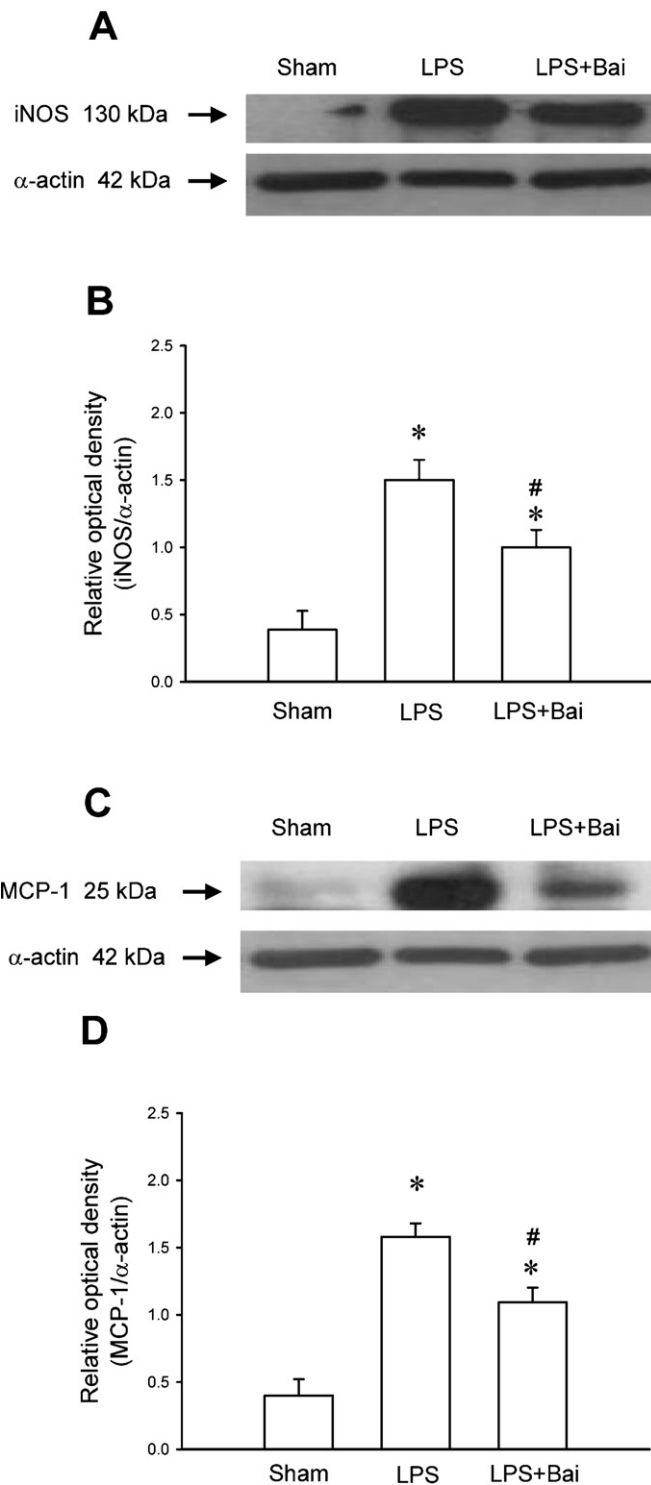 A
Sham LPS LPS+Bai
iNOS 130 kDa
α-actin 42 kDa
B
Relative optical density
(iNOS/α-actin)
2.5
2.0
1.5
1.0
0.5
0.0
*
#
*
Sham LPS LPS+Bai
C
Sham LPS LPS+Bai
MCP-1 25 kDa
α-actin 42 kDa
D
Relative optical density
(MCP-1/α-actin)
2.5
2.0
1.5
1.0
0.5
0.0
*
#
*
Sham LPS LPS+Bai